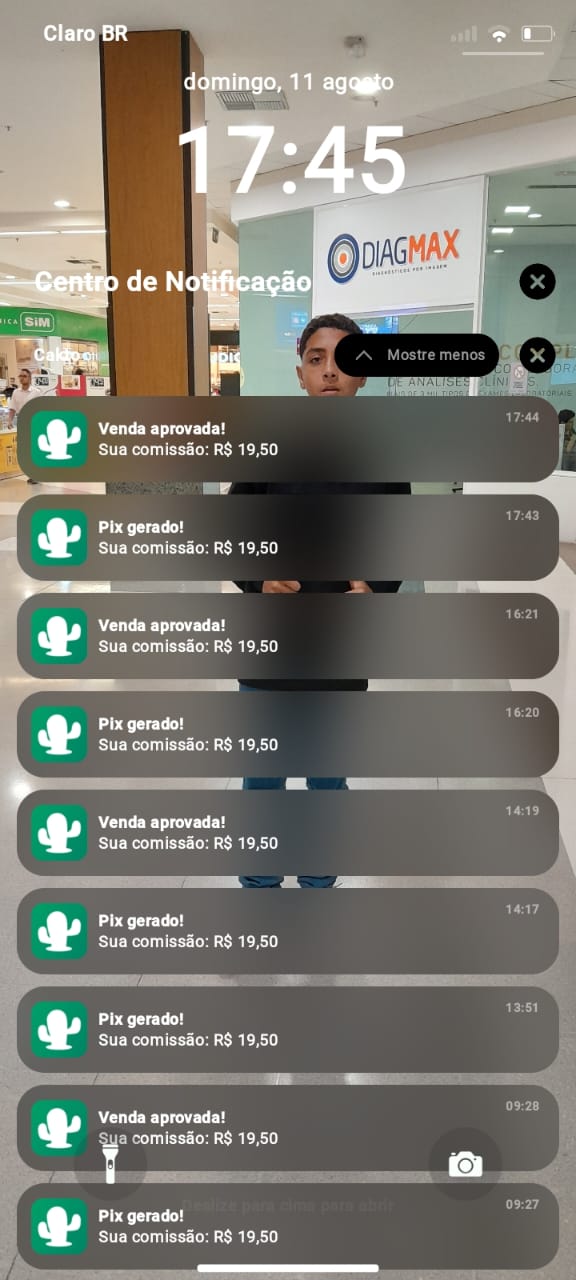 Claro BR
domingo, 11 agosto
17:45
DIAGMAX
DIAGNÓSTICOS POR IMAGEM
Centro de Notificação
SiM
Mostre menos
DE ANÁLISES CLÍNICAS
Venda aprovada!
17:44
Sua comissão: R$ 19,50
Pix gerado!
17:43
Sua comissão: R$ 19,50
Venda aprovada!
16:21
Sua comissão: R$ 19,50
Pix gerado!
16:20
Sua comissão: R$ 19,50
Venda aprovada!
14:19
Sua comissão: R$ 19,50
Pix gerado!
14:17
Sua comissão: R$ 19,50
Pix gerado!
13:51
Sua comissão: R$ 19,50
Venda aprovada!
09:28
Sua comissão: R$ 19,50
Deslize para cima para abrir
Pix gerado!
09:27
Sua comissão: R$ 19,50